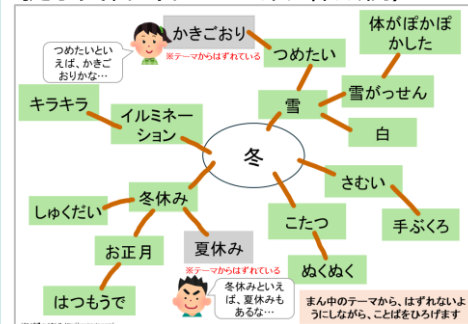 かきごおり
※テーマからはずれている
つめたいとい
えば、かきご
おりかな…
つめたい
体がぽかぽ
かした
キラキラ
イルミネー
ション
雪
雪がっせん
白
冬
さむい
手ぶくろ
冬休み
しゅくだい
お正月
はつもうで
夏休み
※テーマからはずれている
冬休みといえ
ば、夏休みも
あるな…
こたつ
ぬくぬく
まん中のテーマから、はずれないよ
うにしながら、ことばをひろげます